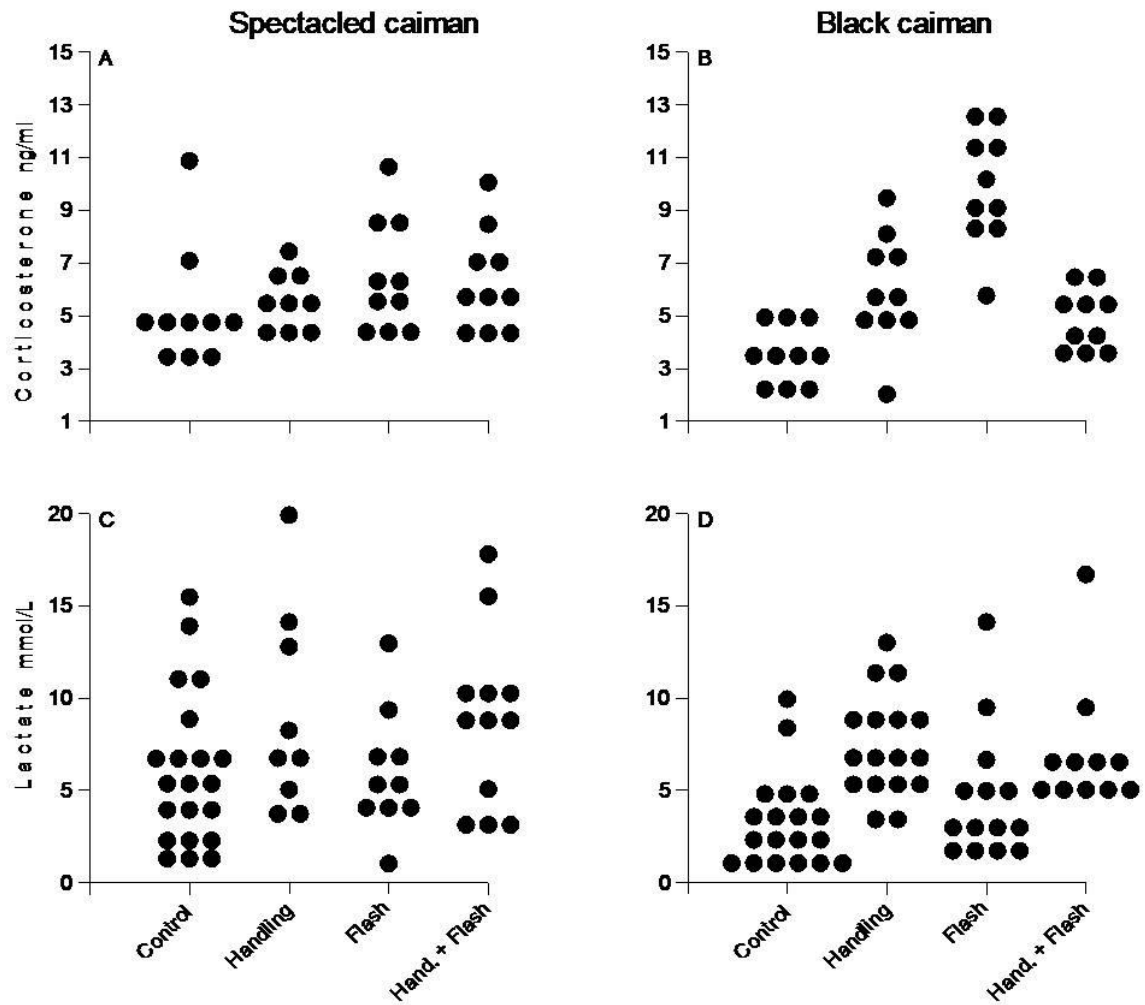 Spectacled caiman
Black caiman
A
B
Corticosterone ng/ml
15
13
11
9
7
5
3
1
15
13
11
9
7
5
3
1
C
D
Lactate mmol/L
20
15
10
5
0
20
15
10
5
0
Control
Handling
Flash
Hand. + Flash
Control
Handling
Flash
Hand. + Flash